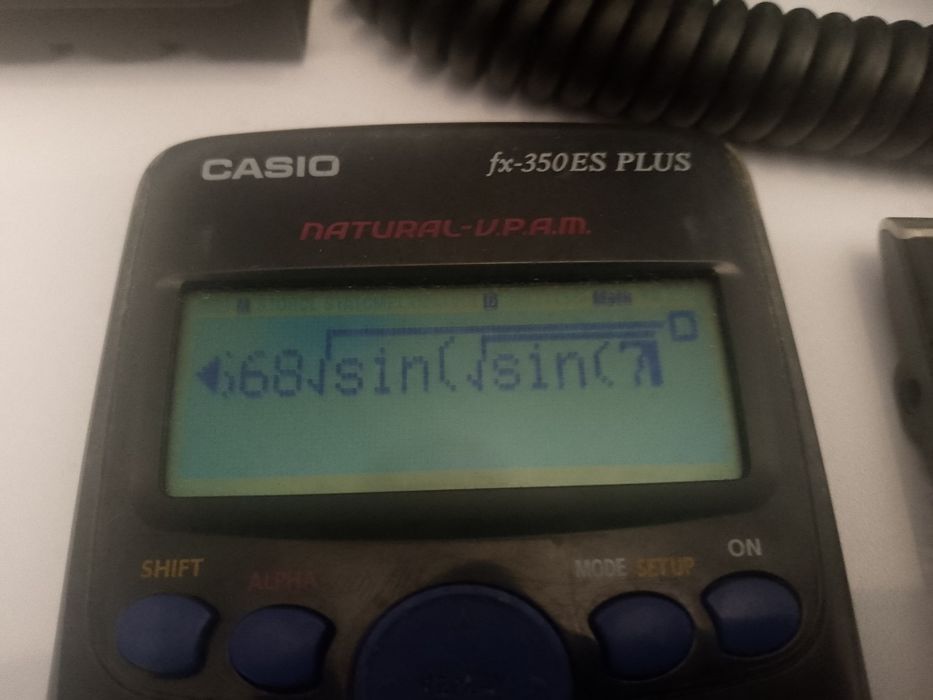 CASIO
fx-350ES PLUS
NATURAL-V.P.A.M.
D Math
68√sin(√sin(7
SHIFT
ALPHA
MODE SETUP
ON